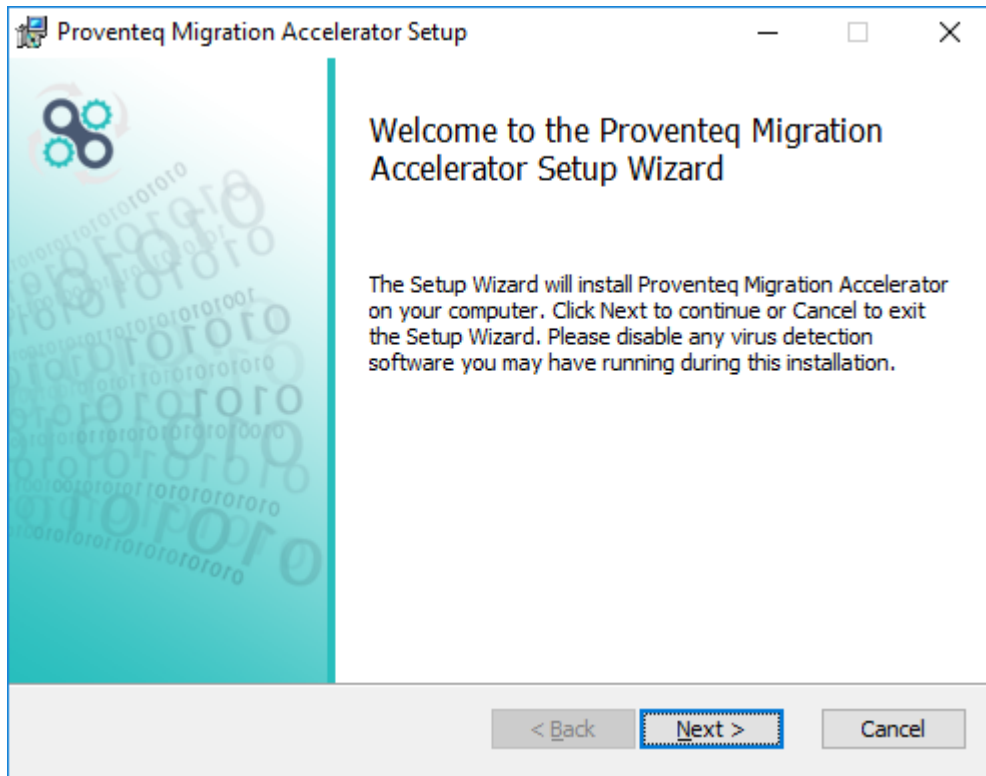 Proventeq Migration Accelerator Setup
Welcome to the Proventeq Migration
Accelerator Setup Wizard
The Setup Wizard will install Proventeq Migration Accelerator
on your computer. Click Next to continue or Cancel to exit
the Setup Wizard. Please disable any virus detection
software you may have running during this installation.
< Back
Next >
Cancel